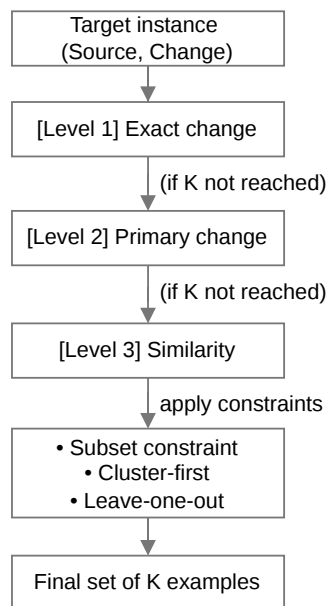 Target instance
(Source, Change)
[Level 1] Exact change
(if K not reached)
[Level 2] Primary change
(if K not reached)
[Level 3] Similarity
apply constraints
• Subset constraint
• Cluster-first
• Leave-one-out
Final set of K examples